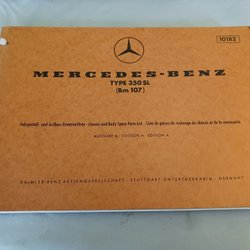 10182
MERCEDES-BENZ
TYPE 350 SL
(Bm 107)
Fahrgestell- und Aufbau-Ersatzteilliste · Chassis and Body Spare Parts List · Liste de pièces de rechange du châssis et de la carrosserie
AUSGABE A, EDITION A, EDITION A
DAIMLER-BENZ AKTIENGESELLSCHAFT · STUTTGART-UNTERTÜRKHEIM · GERMANY